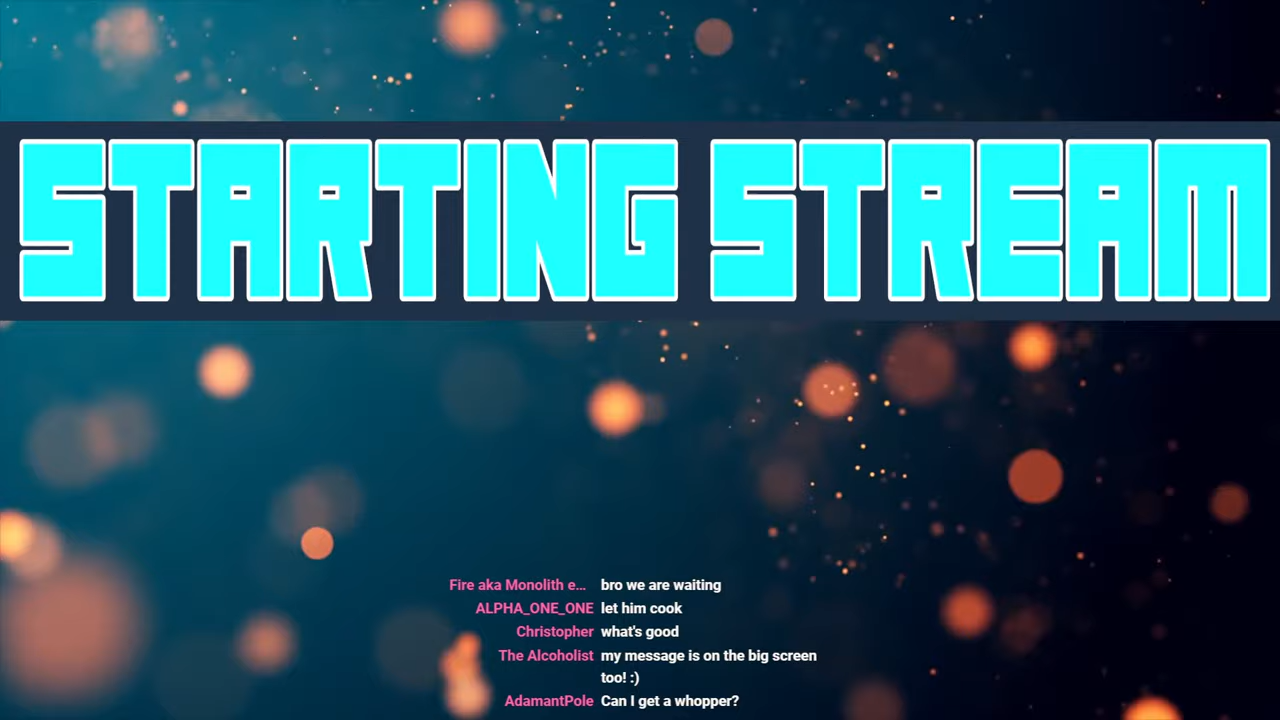 STARTING STREAM
Fire aka Monolith e... bro we are waiting
ALPHA_ONE_ONE let him cook
Christopher what's good
The Alcoholist my message is on the big screen
too! :)
AdamantPole Can I get a whopper?